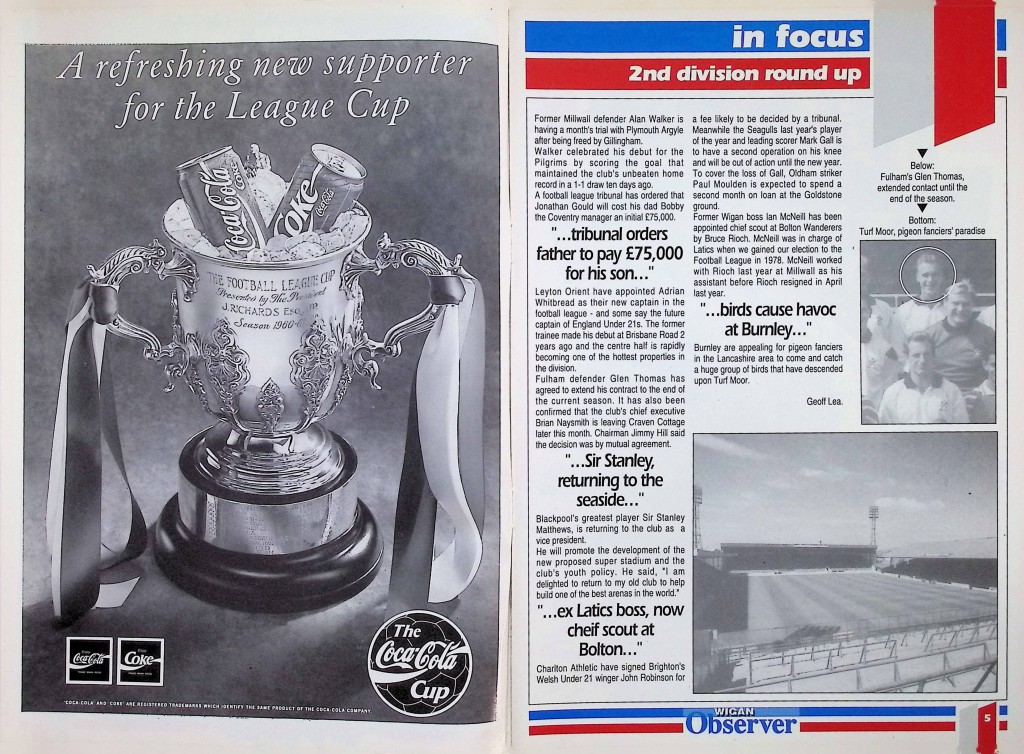 A refreshing new supporter
for the League Cup
Coca-Cola
Coke
THE FOOTBALL LEAGUE CUP
Presented by The President
J.RICHARDS ESQ. JP.
Season 1960-
Coca-Cola
Coke
The
Coca-Cola
Cup
'COCA-COLA' AND 'COKE' ARE REGISTERED TRADEMARKS WHICH IDENTIFY THE SAME PRODUCT OF THE COCA-COLA COMPANY.
in focus
2nd division round up
Former Millwall defender Alan Walker is
having a month's trial with Plymouth Argyle
after being freed by Gillingham.
Walker celebrated his debut for the
Pilgrims by scoring the goal that
maintained the club's unbeaten home
record in a 1-1 draw ten days ago.
A football league tribunal has ordered that
Jonathan Gould will cost his dad Bobby
the Coventry manager an initial £75,000.
"...tribunal orders
father to pay £75,000
for his son..."
Leyton Orient have appointed Adrian
Whitbread as their new captain in the
football league - and some say the future
captain of England Under 21s. The former
trainee made his debut at Brisbane Road 2
years ago and the centre half is rapidly
becoming one of the hottest properties in
the division.
Fulham defender Glen Thomas has
agreed to extend his contract to the end of
the current season. It has also been
confirmed that the club's chief executive
Brian Naysmith is leaving Craven Cottage
later this month. Chairman Jimmy Hill said
the decision was by mutual agreement.
"...Sir Stanley,
returning to the
seaside..."
Blackpool's greatest player Sir Stanley
Matthews, is returning to the club as a
vice president.
He will promote the development of the
new proposed super stadium and the
club's youth policy. He said, "I am
delighted to return to my old club to help
build one of the best arenas in the world."
"...ex Latics boss, now
cheif scout at
Bolton..."
Charlton Athletic have signed Brighton's
Welsh Under 21 winger John Robinson for
a fee likely to be decided by a tribunal.
Meanwhile the Seagulls last year's player
of the year and leading scorer Mark Gall is
to have a second operation on his knee
and will be out of action until the new year.
To cover the loss of Gall, Oldham striker
Paul Moulden is expected to spend a
second month on loan at the Goldstone
ground.
Former Wigan boss Ian McNeill has been
appointed chief scout at Bolton Wanderers
by Bruce Rioch. McNeill was in charge of
Latics when we gained our election to the
Football League in 1978. McNeill worked
with Rioch last year at Millwall as his
assistant before Rioch resigned in April
last year.
"...birds cause havoc
at Burnley..."
Burnley are appealing for pigeon fanciers
in the Lancashire area to come and catch
a huge group of birds that have descended
upon Turf Moor.
Geoff Lea.
Below:
Fulham's Glen Thomas,
extended contact until the
end of the season.
Bottom:
Turf Moor, pigeon fanciers' paradise
WIGAN
Observer
5